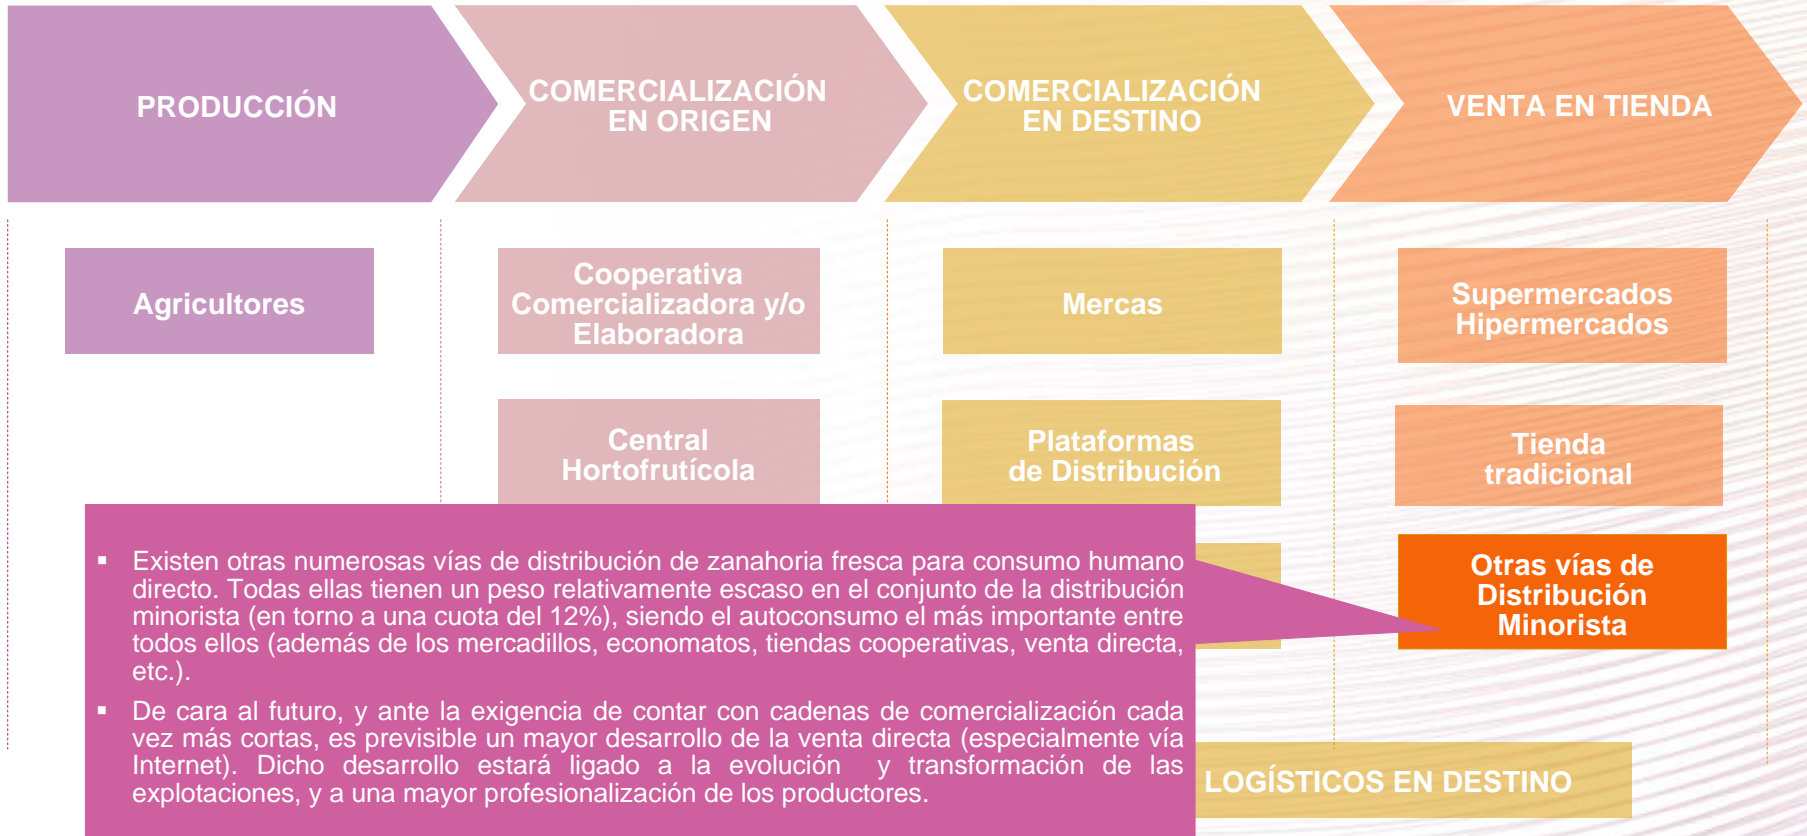 PRODUCCIÓN
COMERCIALIZACIÓN
EN ORIGEN
COMERCIALIZACIÓN
EN DESTINO
VENTA EN TIENDA
Agricultores
Cooperativa
Comercializadora y/o
Elaboradora
Mercas
Supermercados
Hipermercados
Central
Hortofrutícola
Plataformas
de Distribución
Tienda
tradicional
Otras vías de
Distribución
Minorista
▪ Existen otras numerosas vías de distribución de zanahoria fresca para consumo humano
directo. Todas ellas tienen un peso relativamente escaso en el conjunto de la distribución
minorista (en torno a una cuota del 12%), siendo el autoconsumo el más importante entre
todos ellos (además de los mercadillos, economatos, tiendas cooperativas, venta directa,
etc.).
▪ De cara al futuro, y ante la exigencia de contar con cadenas de comercialización cada
vez más cortas, es previsible un mayor desarrollo de la venta directa (especialmente vía
Internet). Dicho desarrollo estará ligado a la evolución y transformación de las
explotaciones, y a una mayor profesionalización de los productores.
LOGÍSTICOS EN DESTINO